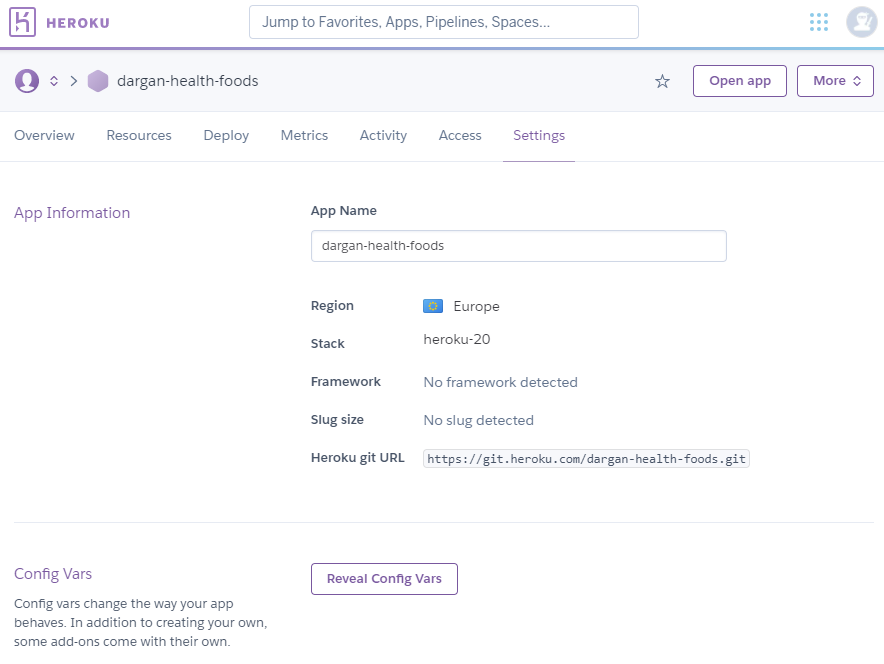 HEROKU
Jump to Favorites, Apps, Pipelines, Spaces...
dargan-health-foods
Open app
More
Overview Resources Deploy Metrics Activity Access Settings
App Information
App Name
dargan-health-foods
Region Europe
Stack heroku-20
Framework No framework detected
Slug size No slug detected
Heroku git URL https://git.heroku.com/dargan-health-foods.git
Config Vars
Reveal Config Vars
Config vars change the way your app
behaves. In addition to creating your own,
some add-ons come with their own.